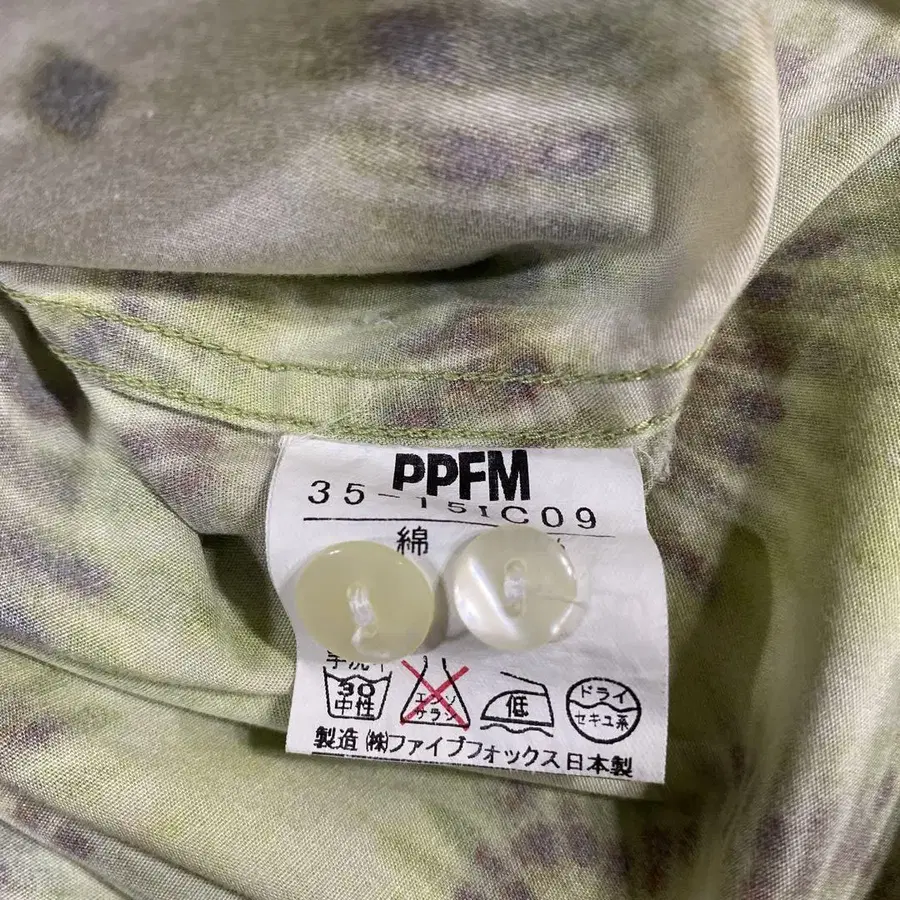 PPFM
35-151C09
綿
手洗イ
30
中性
エンソ
サラシ
低
ドライ
セキユ系
製造(株)ファイブフォックス日本製